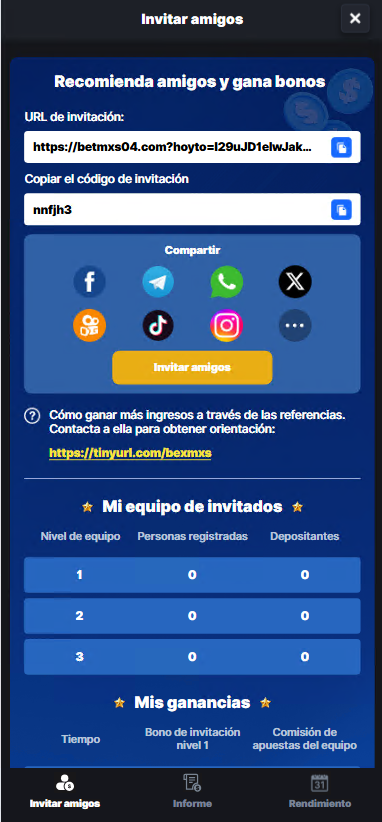 Invitar amigos
Recomienda amigos y gana bonos
URL de invitación:
https://betmxs04.com?hoyto=I29uJD1elwJak...
Copiar el código de invitación
nnfjh3
Compartir
Invitar amigos
Cómo ganar más ingresos a través de las referencias.
Contacta a ella para obtener orientación:
https://tinyurl.com/bexmxs
Mi equipo de invitados
Nivel de equipo Personas registradas Depositantes
1 0 0
2 0 0
3 0 0
Mis ganancias
Tiempo Bono de invitación nivel 1 Comisión de apuestas del equipo
Invitar amigos Informe Rendimiento